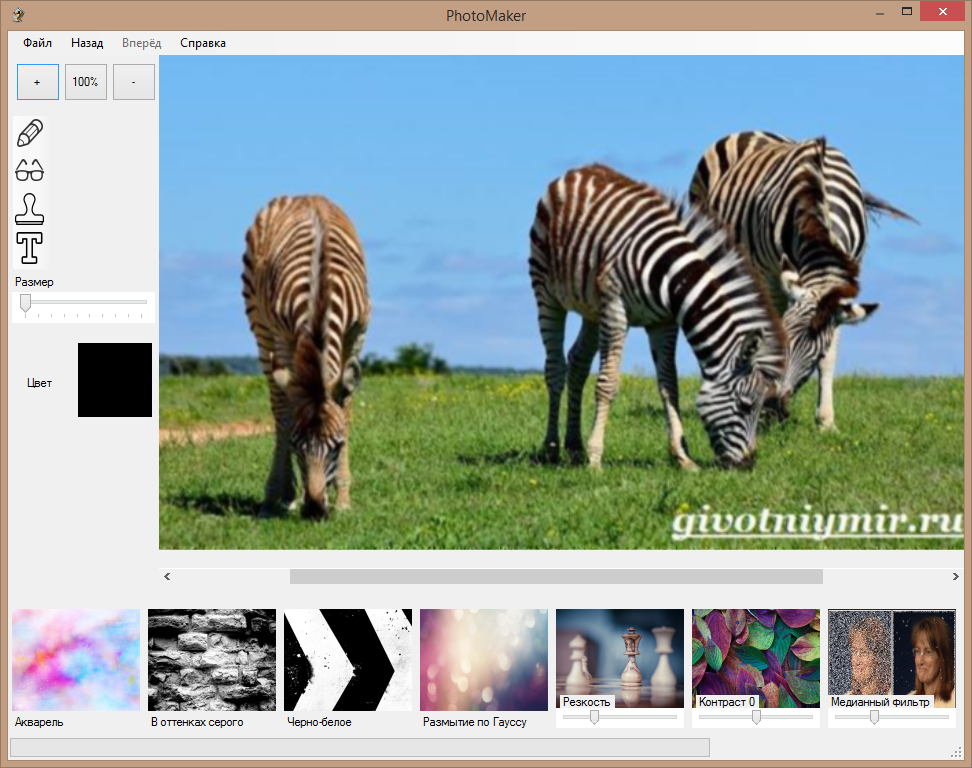 PhotoMaker
Файл Назад Вперёд Справка
+ 100% -
T
Размер
Цвет
givotniymir.ru
Акварель
В оттенках серого
Черно-белое
Размытие по Гауссу
Резкость
Контраст 0
Медианный фильтр